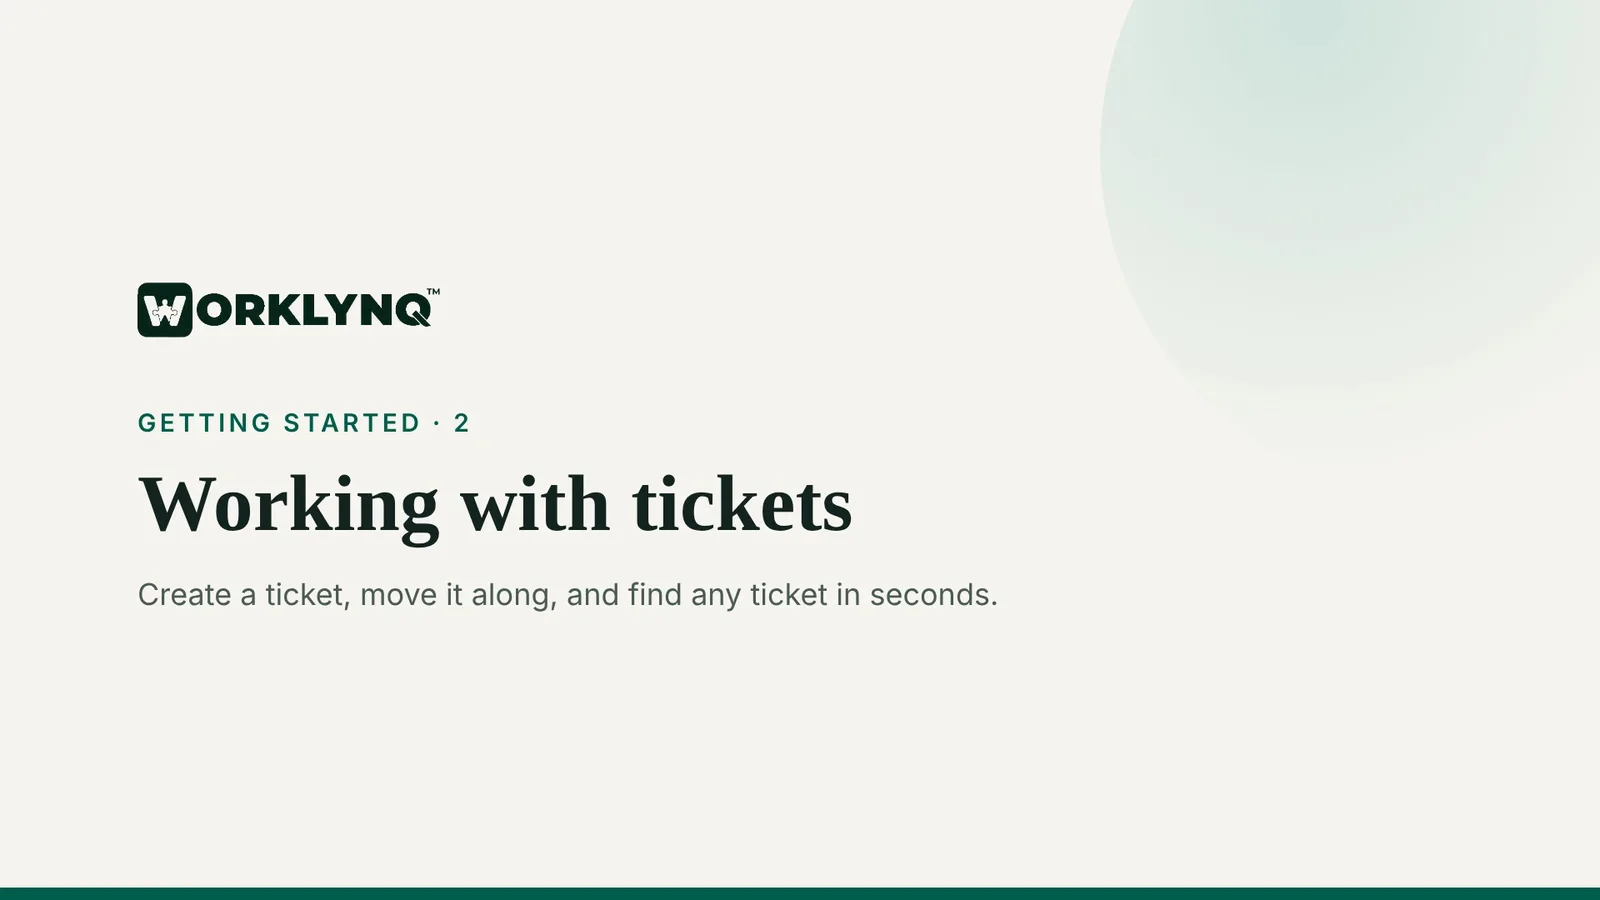 WORKLYNQ™
GETTING STARTED · 2
Working with tickets
Create a ticket, move it along, and find any ticket in seconds.